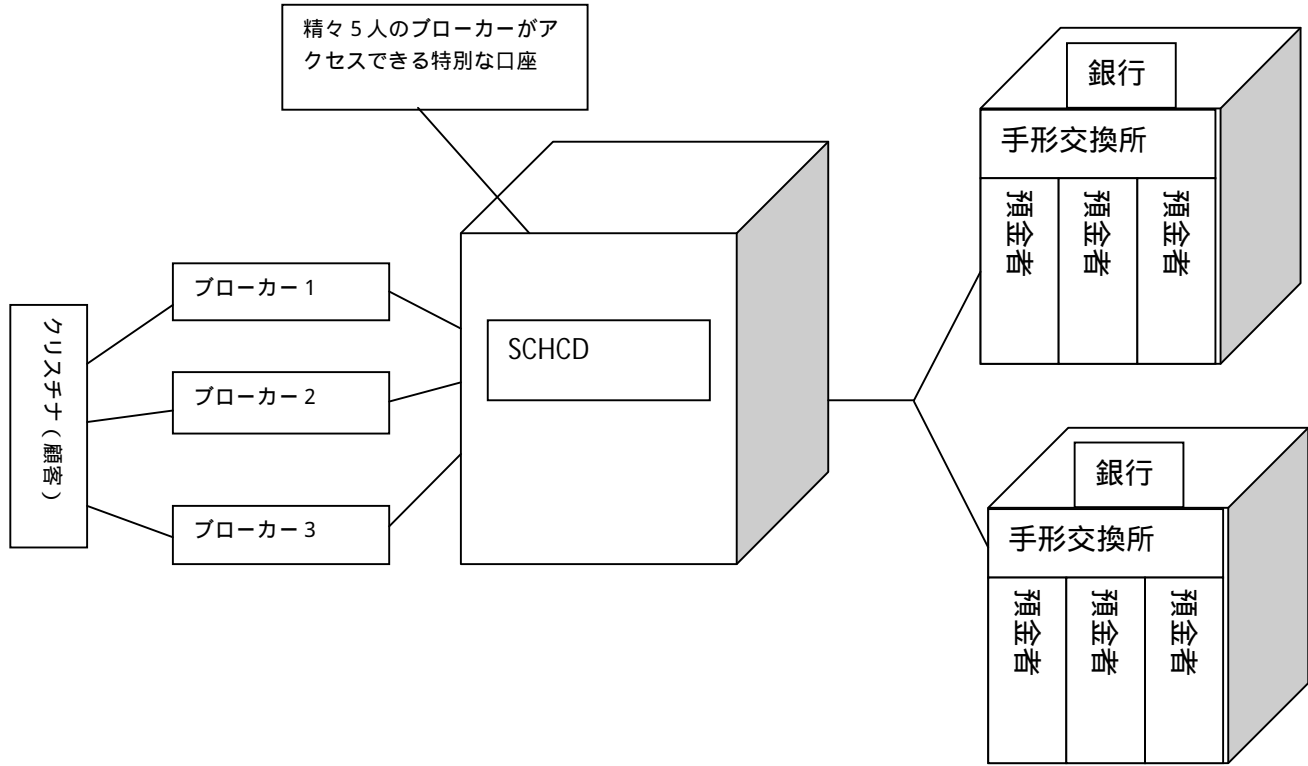 精々5人のブローカーがア
クセスできる特別な口座
クリスチナ(顧客)
ブローカー1
ブローカー2
ブローカー3
SCHCD
銀行
手形交換所
預金者
預金者
預金者
銀行
手形交換所
預金者
預金者
預金者